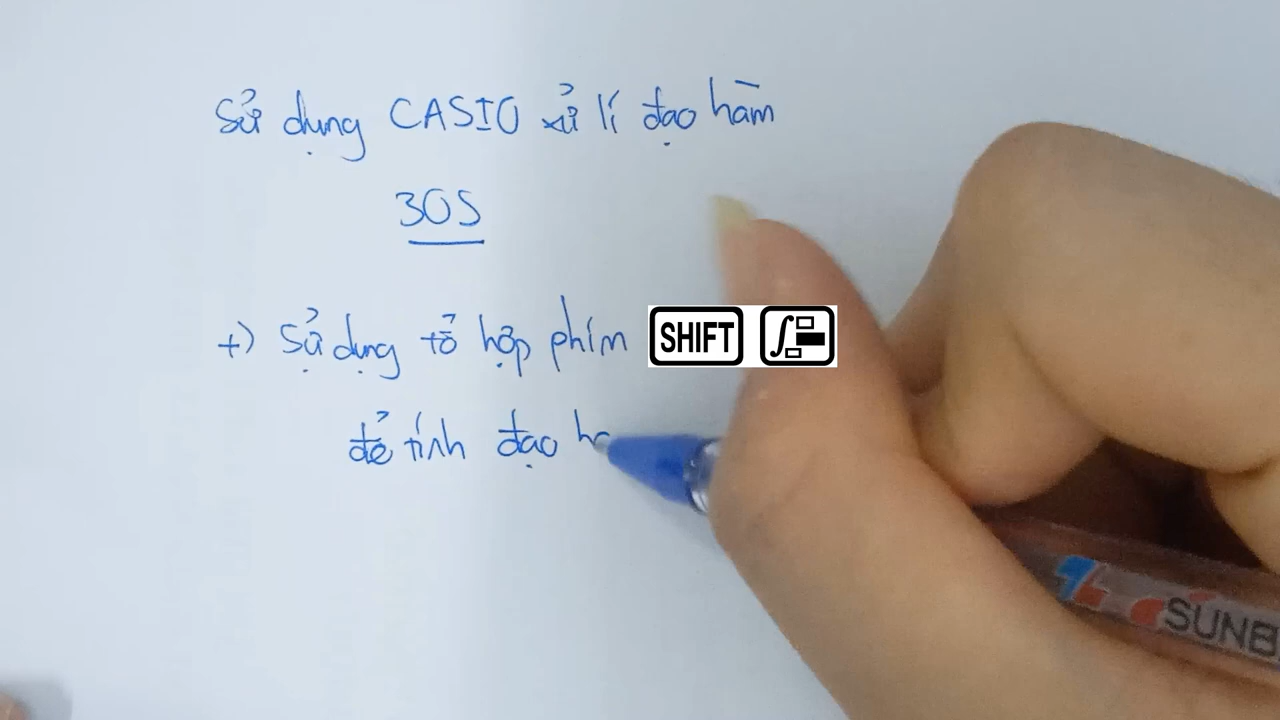 Sử dụng CASIO xử lí đạo hàm
30S
+) Sử dụng tổ hợp phím SHIFT
để tính đạo h
SUNB